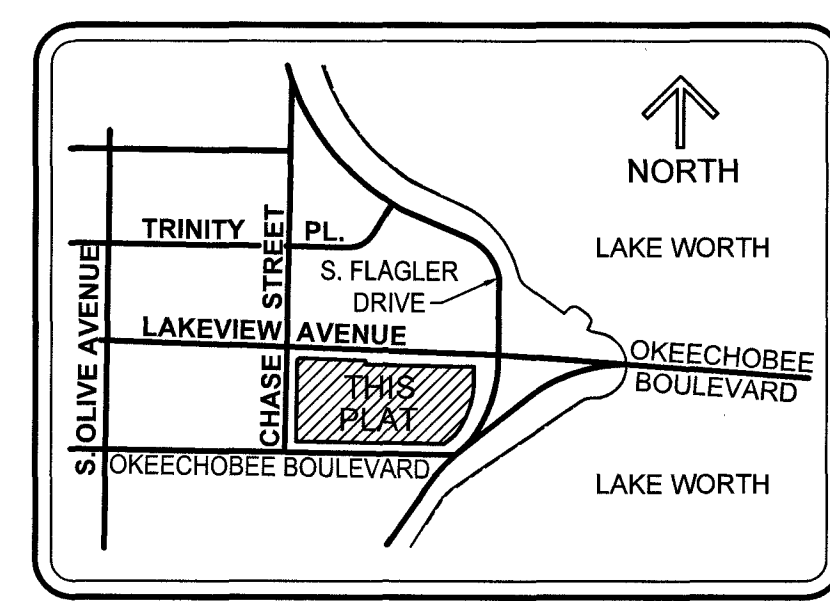 NORTH
LAKE WORTH
TRINITY PL.
S. FLAGLER
DRIVE
CHASE STREET
S. OLIVE AVENUE
LAKEVIEW AVENUE
OKEECHOBEE
BOULEVARD
THIS
PLAT
OKEECHOBEE BOULEVARD
LAKE WORTH